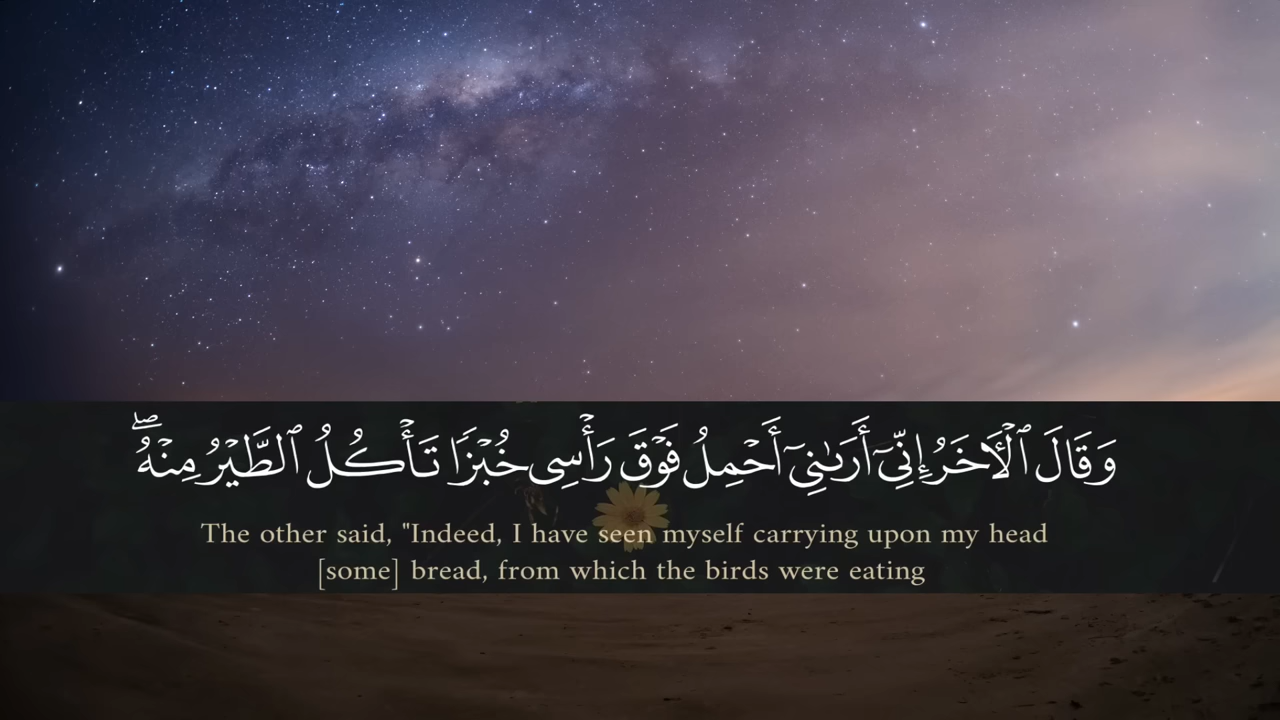 وَقَالَ ٱلْـَٔاخَرُ إِنِّىٓ أَرَىٰنِىٓ أَحْمِلُ فَوْقَ رَأْسِى خُبْزًا تَأْكُلُ ٱلطَّيْرُ مِنْهُ ۖ
The other said, "Indeed, I have seen myself carrying upon my head
[some] bread, from which the birds were eating